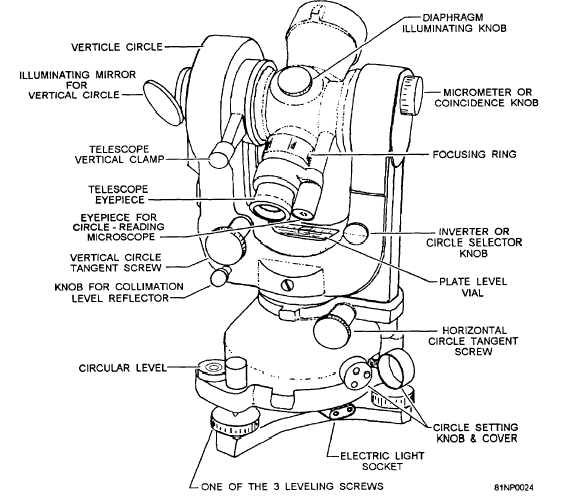 DIAPHRAGM
ILLUMINATING KNOB
VERTICLE CIRCLE
ILLUMINATING MIRROR
FOR
VERTICAL CIRCLE
MICROMETER OR
COINCIDENCE KNOB
TELESCOPE
VERTICAL CLAMP
FOCUSING RING
TELESCOPE
EYEPIECE
EYEPIECE FOR
CIRCLE - READING
MICROSCOPE
INVERTER OR
CIRCLE SELECTOR
KNOB
VERTICAL CIRCLE
TANGENT SCREW
PLATE LEVEL
VIAL
KNOB FOR COLLIMATION
LEVEL REFLECTOR
HORIZONTAL
CIRCLE TANGENT
SCREW
CIRCULAR LEVEL
CIRCLE SETTING
KNOB & COVER
ELECTRIC LIGHT
SOCKET
ONE OF THE 3 LEVELING SCREWS
81NP0024